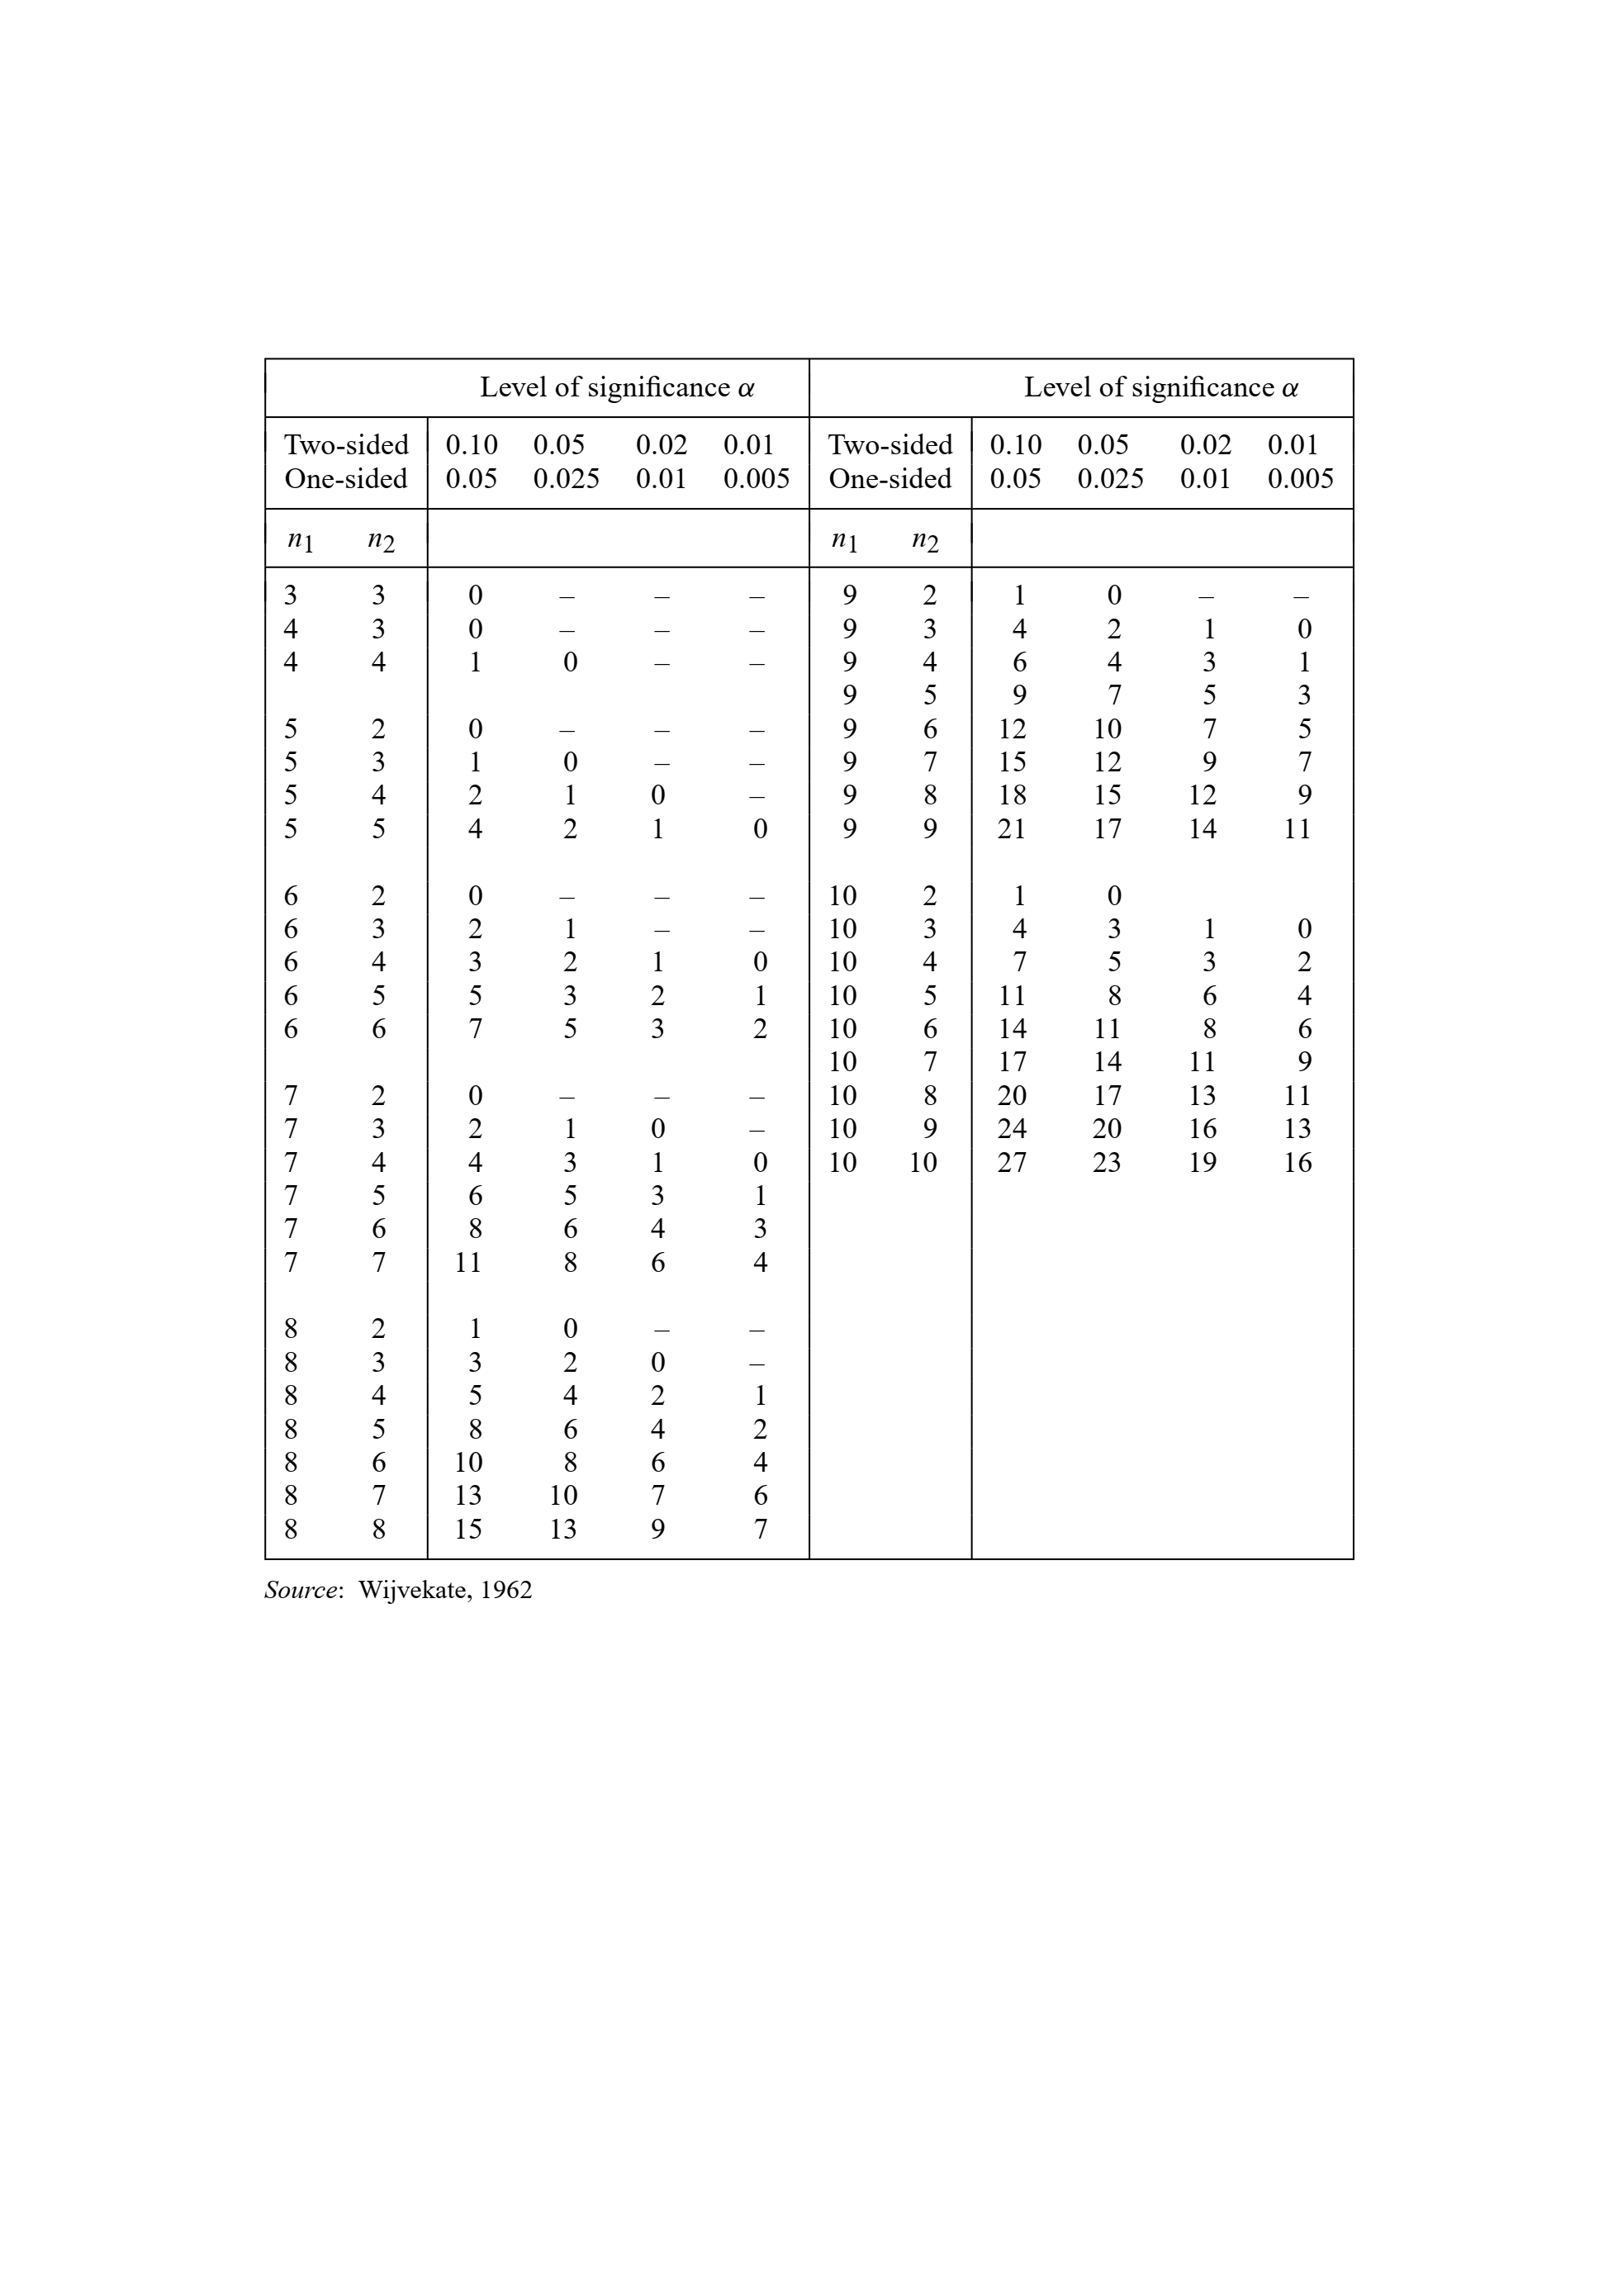 Level of significance α
Two-sided 0.10 0.05 0.02 0.01
One-sided 0.05 0.025 0.01 0.005
n1 n2
3 3 0 – – –
4 3 0 – – –
4 4 1 0 – –
5 2 0 – – –
5 3 1 0 – –
5 4 2 1 0 –
5 5 4 2 1 0
6 2 0 – – –
6 3 2 1 – –
6 4 3 2 1 0
6 5 5 3 2 1
6 6 7 5 3 2
7 2 0 – – –
7 3 2 1 0 –
7 4 4 3 1 0
7 5 6 5 3 1
7 6 8 6 4 3
7 7 11 8 6 4
8 2 1 0 – –
8 3 3 2 0 –
8 4 5 4 2 1
8 5 8 6 4 2
8 6 10 8 6 4
8 7 13 10 7 6
8 8 15 13 9 7
Level of significance α
Two-sided 0.10 0.05 0.02 0.01
One-sided 0.05 0.025 0.01 0.005
n1 n2
9 2 1 0 – –
9 3 4 2 1 0
9 4 6 4 3 1
9 5 9 7 5 3
9 6 12 10 7 5
9 7 15 12 9 7
9 8 18 15 12 9
9 9 21 17 14 11
10 2 1 0
10 3 4 3 1 0
10 4 7 5 3 2
10 5 11 8 6 4
10 6 14 11 8 6
10 7 17 14 11 9
10 8 20 17 13 11
10 9 24 20 16 13
10 10 27 23 19 16
Source: Wijvekate, 1962